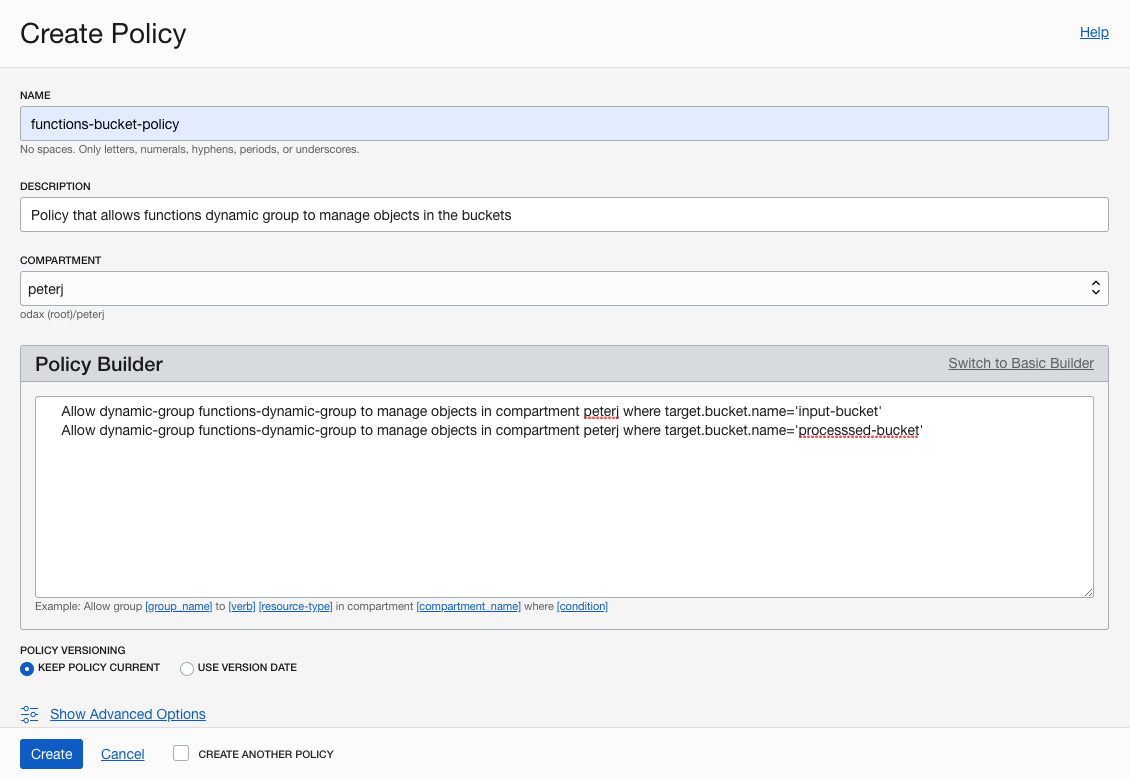 Create Policy
Help
NAME
functions-bucket-policy
No spaces. Only letters, numerals, hyphens, periods, or underscores.
DESCRIPTION
Policy that allows functions dynamic group to manage objects in the buckets
COMPARTMENT
peterj
odax (root)/peterj
Policy Builder
Switch to Basic Builder
Allow dynamic-group functions-dynamic-group to manage objects in compartment peterj where target.bucket.name='input-bucket'
Allow dynamic-group functions-dynamic-group to manage objects in compartment peterj where target.bucket.name='processsed-bucket'
Example: Allow group [group_name] to [verb] [resource-type] in compartment [compartment_name] where [condition]
POLICY VERSIONING
KEEP POLICY CURRENT USE VERSION DATE
Show Advanced Options
Create Cancel CREATE ANOTHER POLICY